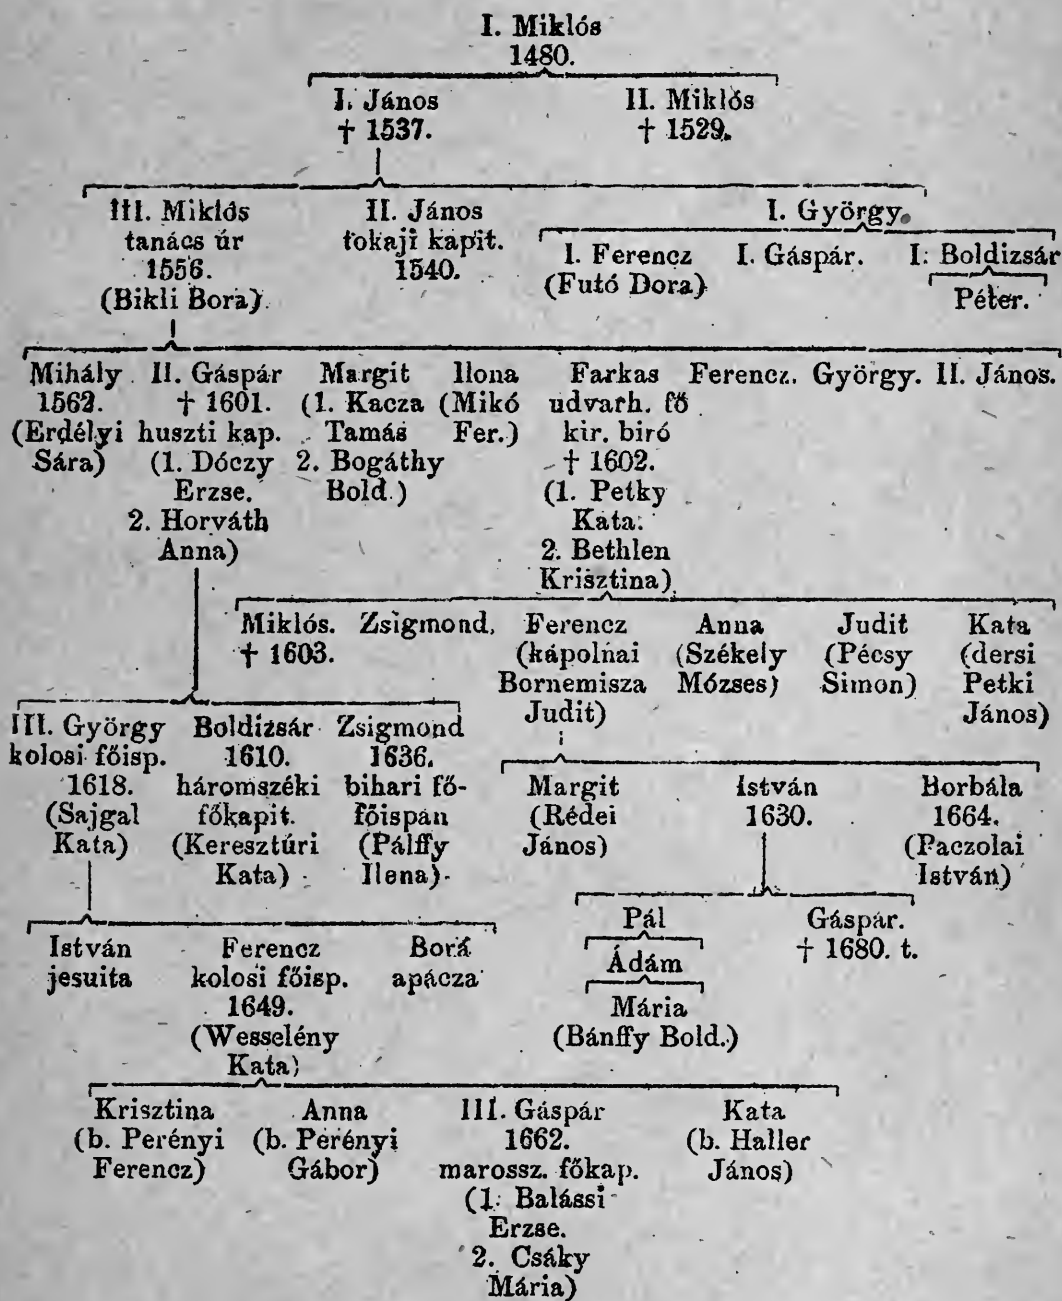 I. Miklós
1480.
I. János II. Miklós
† 1537. † 1529.
III. Miklós II. János I. György.
tanács úr tokaji kapit.
1556. 1540.
(Bikli Bora)
I. Ferencz I. Gáspár. I. Boldizsár
(Futó Dora) Péter.
Mihály II. Gáspár Margit Ilona Farkas Ferencz. György. II. János.
1562. † 1601. (1. Kacza (Mikó udvarh. fő
(Erdélyi huszti kap. Tamás Fer.) kir. biró
Sára) (1. Dóczy 2. Bogáthy † 1602.
Erzse. Bold.) (1. Petky
2. Horváth Kata.
Anna) 2. Bethlen
Krisztina)
Miklós. Zsigmond, Ferencz Anna Judit Kata
† 1603. (kápolnai (Székely (Pécsy (dersi
Bornemisza Mózses) Simon) Petki
Judit) János)
III. György Boldizsár Zsigmond
kolosi főisp. 1610. 1636.
1618. háromszéki bihari fő-
(Sajgal főkapit. főispán
Kata) (Keresztúri (Pálffy
Kata) Ilena)
Margit István Borbála
(Rédei 1630. 1664.
János) (Paczolai
István)
Pál Gáspár.
Ádám † 1680. t.
Mária
(Bánffy Bold.)
István Ferencz Bora
jesuita kolosi főisp. apácza
1649.
(Wesselény
Kata)
Krisztina Anna III. Gáspár Kata
(b. Perényi (b. Perényi 1662. (b. Haller
Ferencz) Gábor) marossz. főkap. János)
(1. Balássi
Erzse.
2. Csáky
Mária)